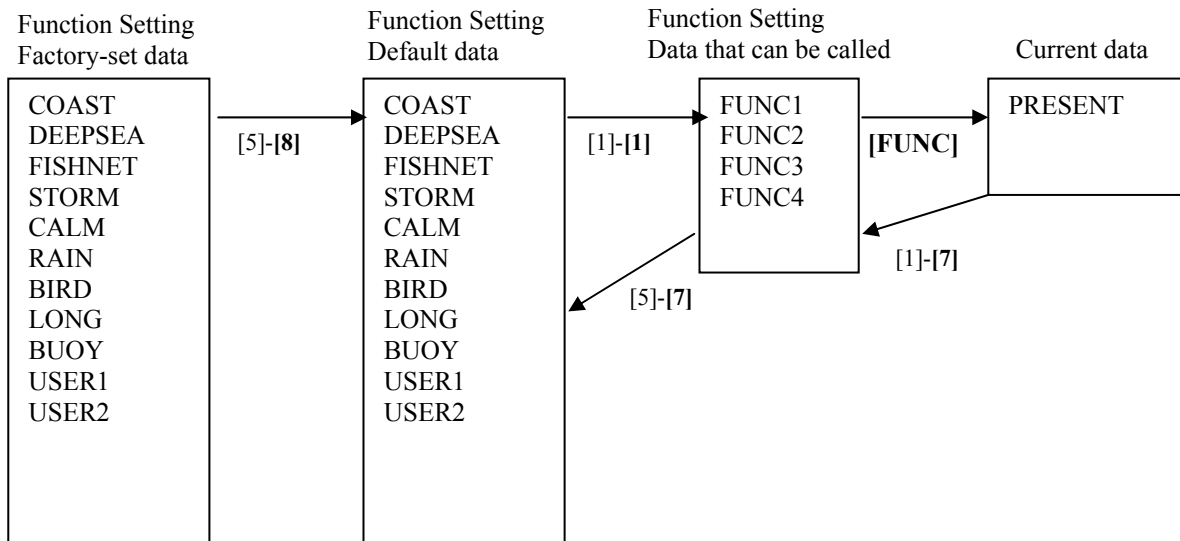 Function Setting
Factory-set data
COAST
DEEPSEA
FISHNET
STORM
CALM
RAIN
BIRD
LONG
BUOY
USER1
USER2
[5]-[8]
Function Setting
Default data
COAST
DEEPSEA
FISHNET
STORM
CALM
RAIN
BIRD
LONG
BUOY
USER1
USER2
[1]-[1]
[5]-[7]
Function Setting
Data that can be called
FUNC1
FUNC2
FUNC3
FUNC4
[FUNC]
[1]-[7]
Current data
PRESENT